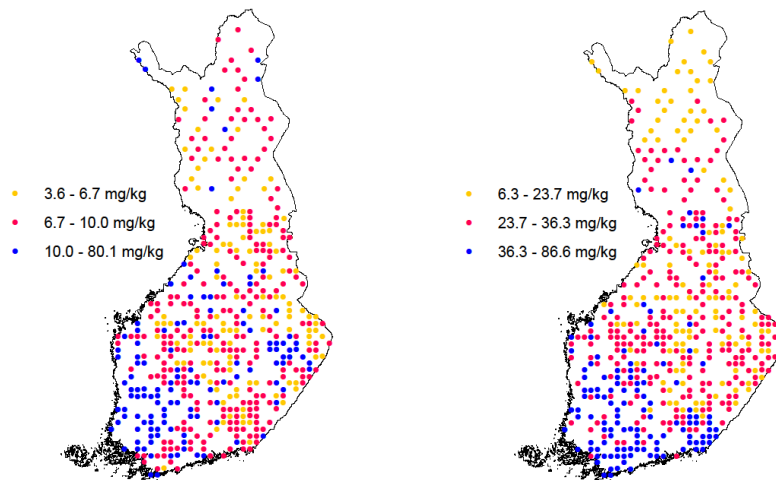 3.6 - 6.7 mg/kg
6.7 - 10.0 mg/kg
10.0 - 80.1 mg/kg
6.3 - 23.7 mg/kg
23.7 - 36.3 mg/kg
36.3 - 86.6 mg/kg